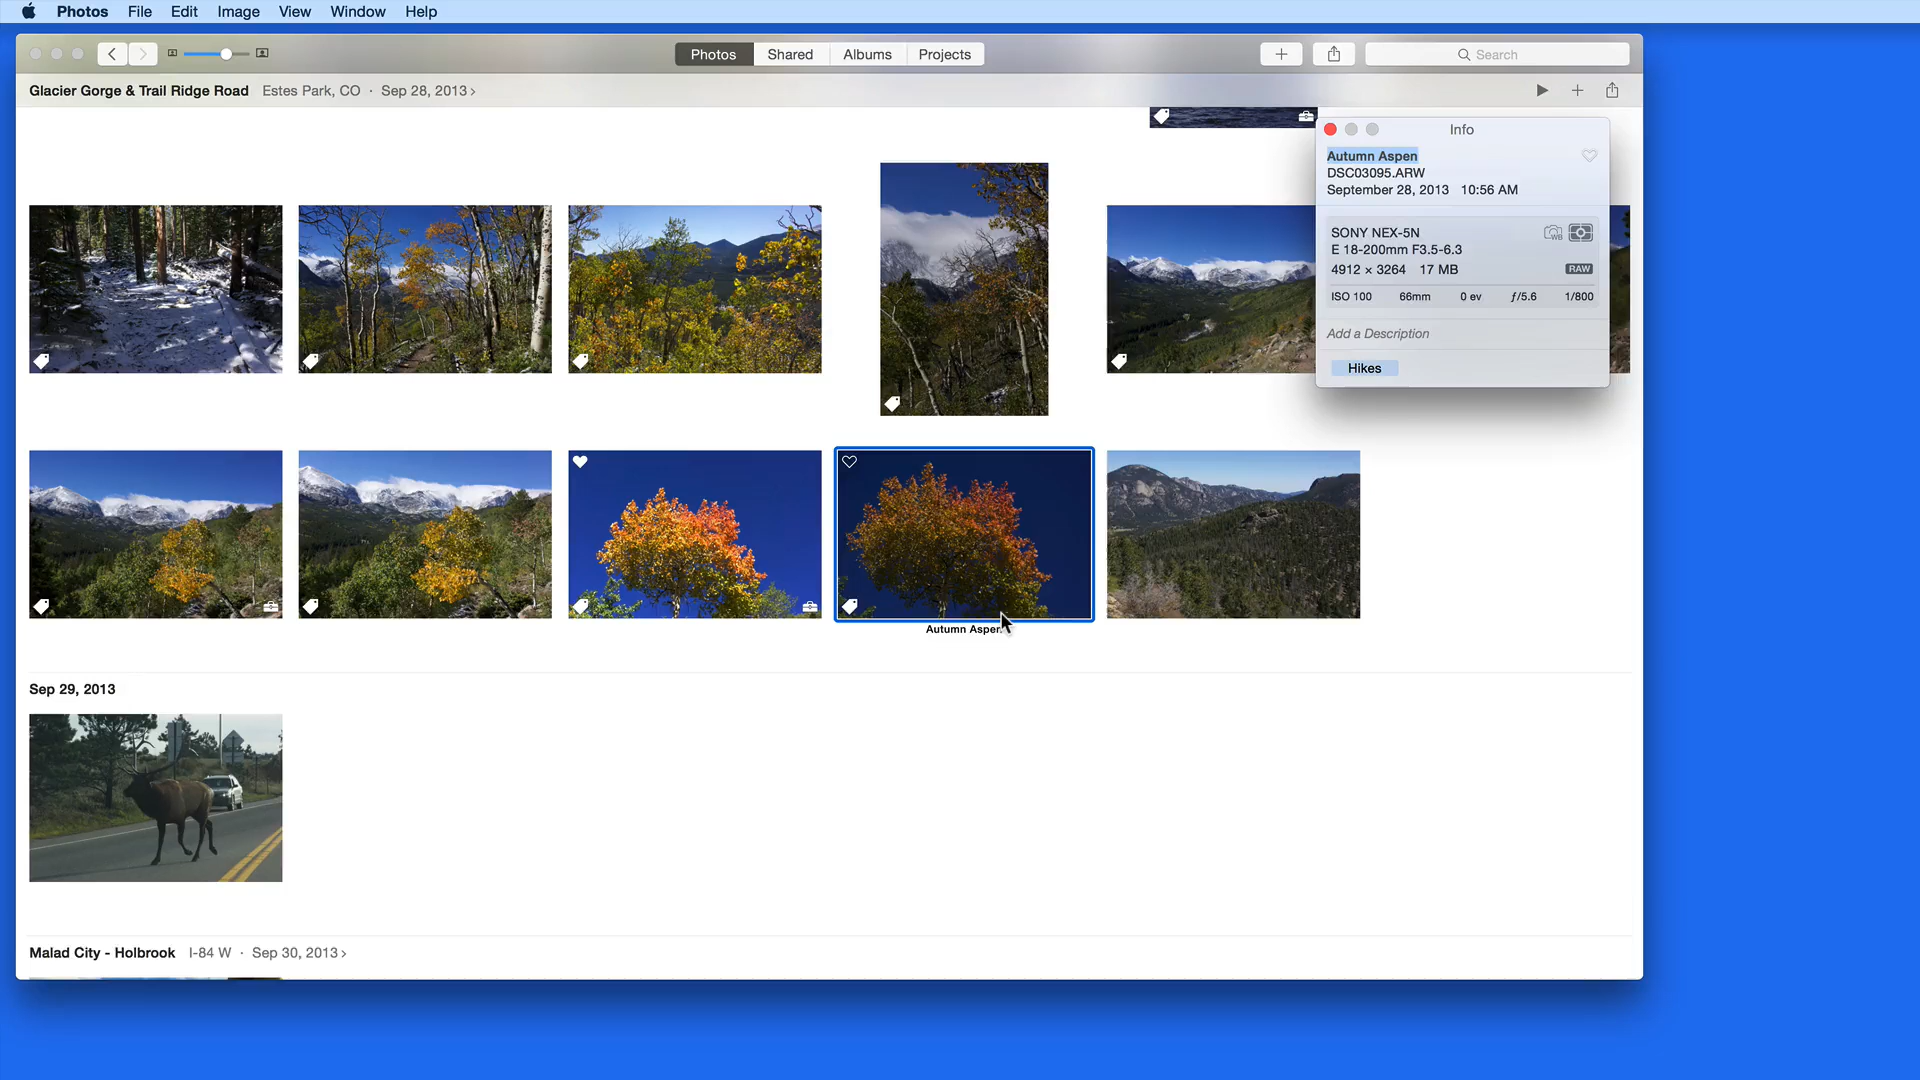 Photos File Edit Image View Window Help
Photos Shared Albums Projects
Search
Glacier Gorge & Trail Ridge Road Estes Park, CO · Sep 28, 2013 ›
Info
Autumn Aspen
DSC03095.ARW
September 28, 2013 10:56 AM
SONY NEX-5N
WB
E 18-200mm F3.5-6.3
4912 × 3264 17 MB RAW
ISO 100 66mm 0 ev ƒ/5.6 1/800
Add a Description
Hikes
Autumn Aspen
Sep 29, 2013
Malad City - Holbrook I-84 W · Sep 30, 2013 ›